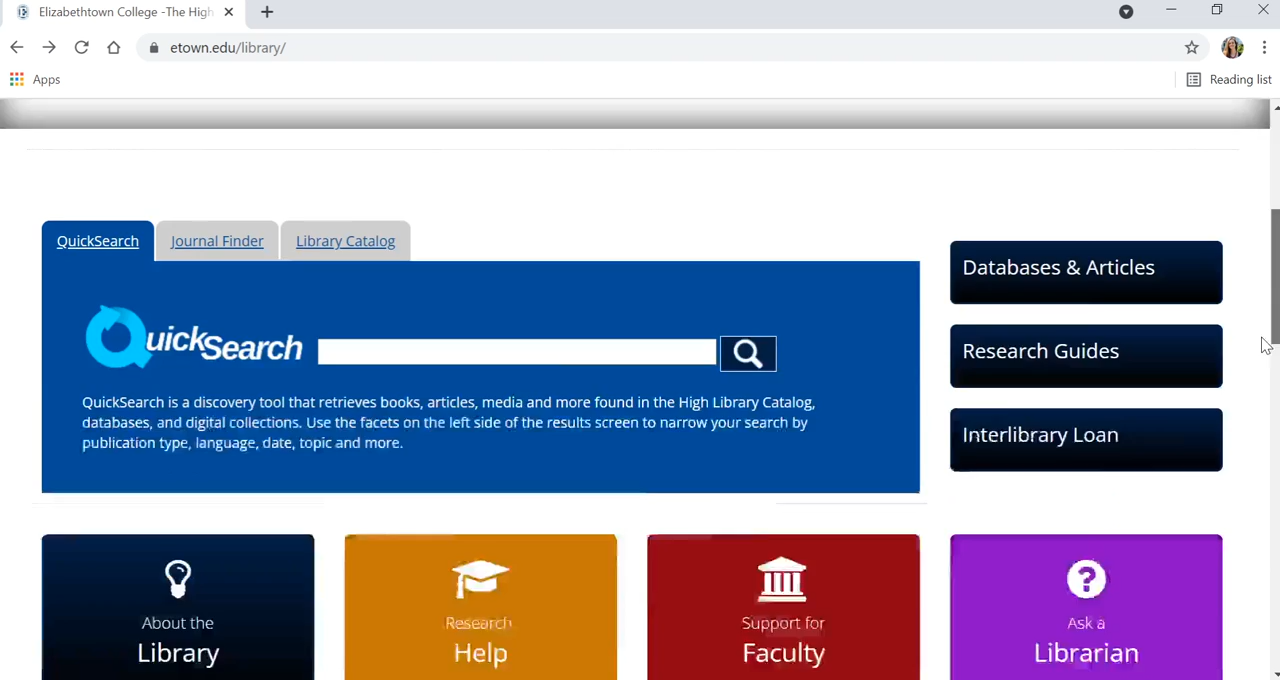 Elizabethtown College -The High
etown.edu/library/
Apps
Reading list
QuickSearch
Journal Finder
Library Catalog
QuickSearch
QuickSearch is a discovery tool that retrieves books, articles, media and more found in the High Library Catalog,
databases, and digital collections. Use the facets on the left side of the results screen to narrow your search by
publication type, language, date, topic and more.
Databases & Articles
Research Guides
Interlibrary Loan
About the
Library
Research
Help
Support for
Faculty
Ask a
Librarian